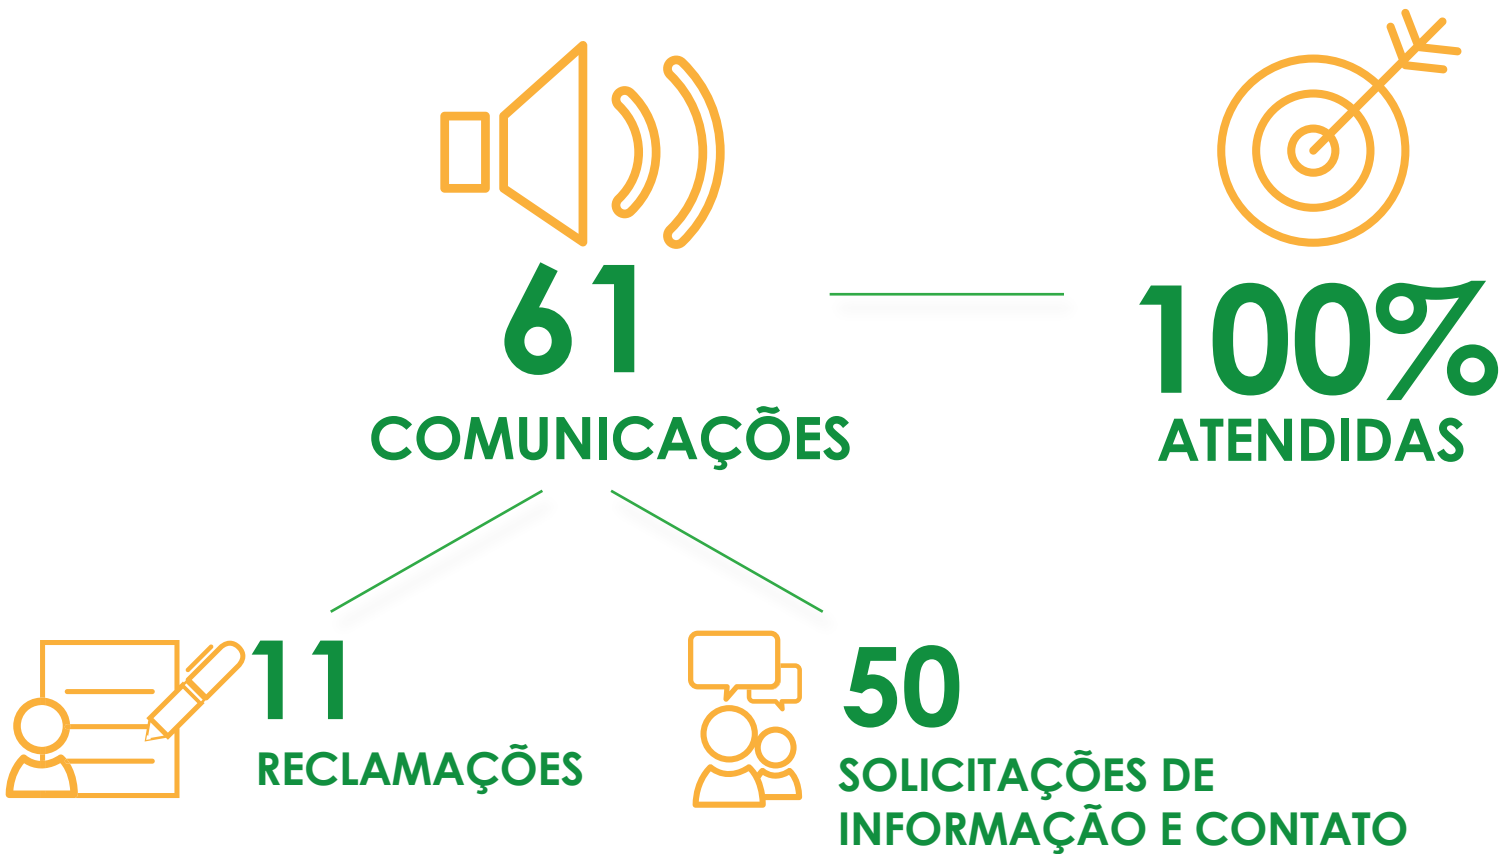 61
COMUNICAÇÕES
100%
ATENDIDAS
11
RECLAMAÇÕES
50
SOLICITAÇÕES DE
INFORMAÇÃO E CONTATO